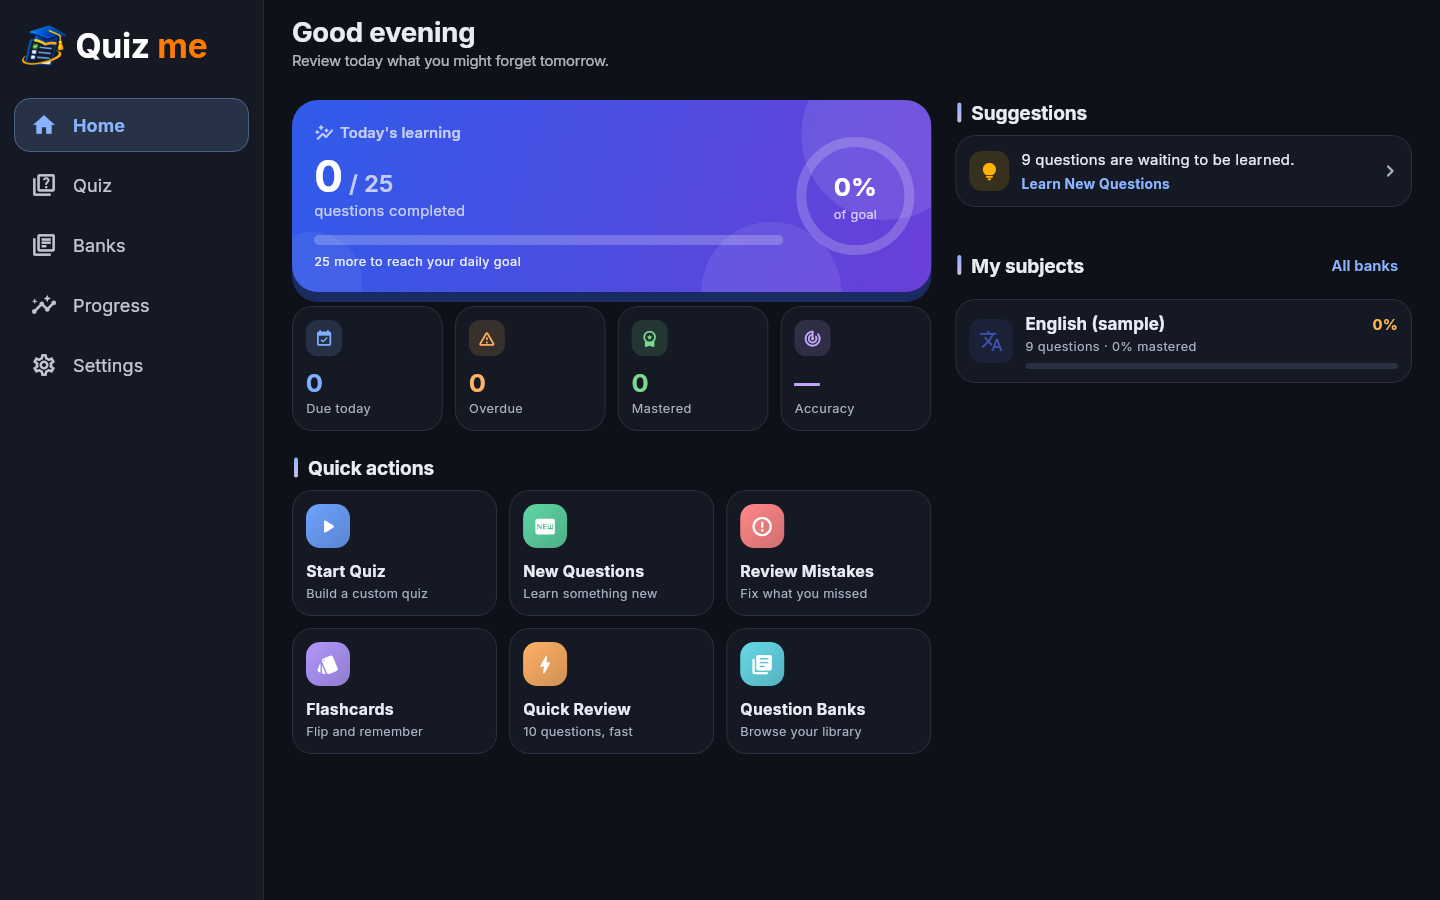 Quiz me
Home
Quiz
Banks
Progress
Settings
Good evening
Review today what you might forget tomorrow.
Today's learning
0 / 25
questions completed
25 more to reach your daily goal
0%
of goal
0
Due today
0
Overdue
0
Mastered
—
Accuracy
Quick actions
Start Quiz
Build a custom quiz
NEW
New Questions
Learn something new
Review Mistakes
Fix what you missed
Flashcards
Flip and remember
Quick Review
10 questions, fast
Question Banks
Browse your library
Suggestions
9 questions are waiting to be learned.
Learn New Questions
My subjects
All banks
English (sample)
0%
9 questions · 0% mastered